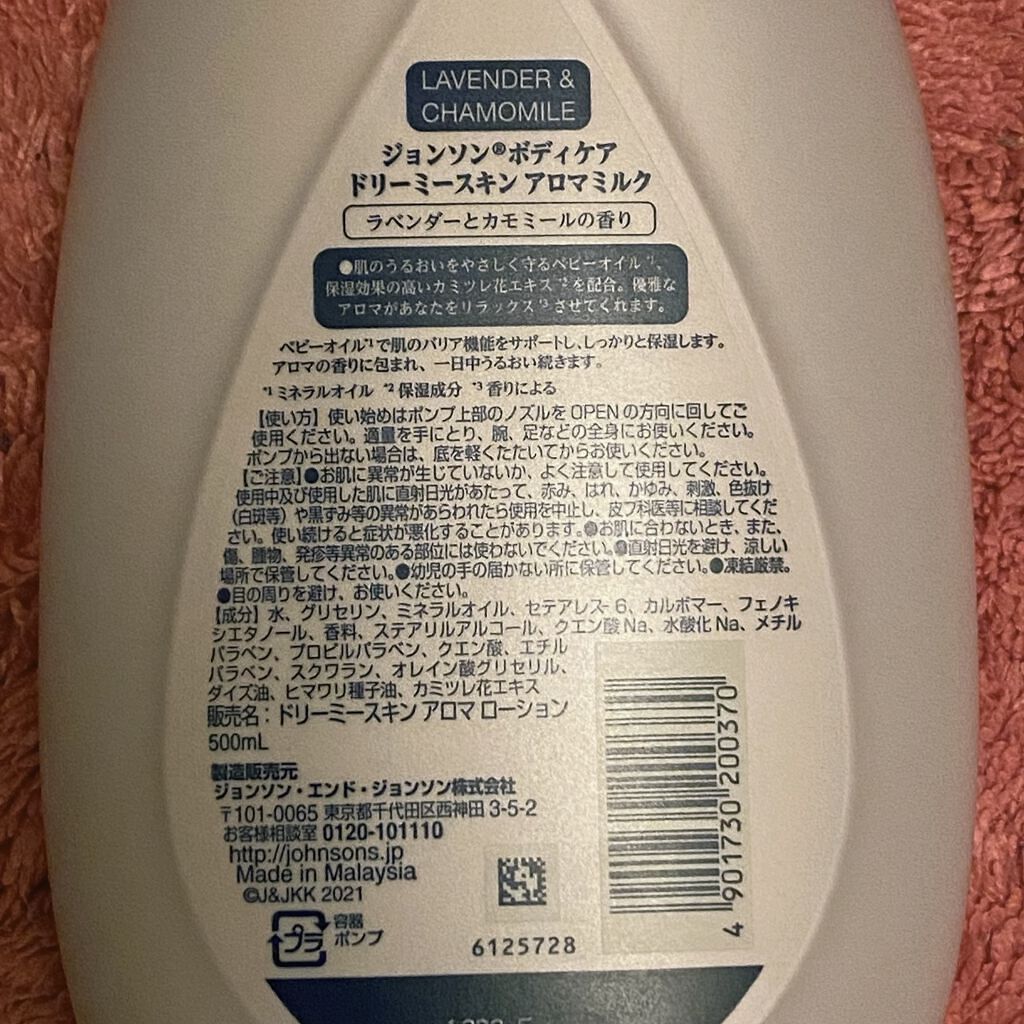 LAVENDER &
CHAMOMILE
ジョンソン®ボディケア
ドリーミースキン アロマミルク
ラベンダーとカモミールの香り
●肌のうるおいをやさしく守るベビーオイル*1、
保湿効果の高いカミツレ花エキス*2を配合。優雅な
アロマがあなたをリラックス*3させてくれます。
ベビーオイル*1で肌のバリア機能をサポートし、しっかりと保湿します。
アロマの香りに包まれ、一日中うるおい続きます。
*1 ミネラルオイル *2 保湿成分 *3 香りによる
【使い方】使い始めはポンプ上部のノズルをOPENの方向に回してご
使用ください。適量を手にとり、腕、足などの全身にお使いください。
ポンプから出ない場合は、底を軽くたたいてからお使いください。
【ご注意】●お肌に異常が生じていないか、よく注意して使用してください。
使用中及び使用した肌に直射日光があたって、赤み、はれ、かゆみ、刺激、色抜け
（白斑等）や黒ずみ等の異常があらわれたら使用を中止し、皮フ科医等に相談してくだ
さい。使い続けると症状が悪化することがあります。●お肌に合わないとき、また、
傷、腫物、発疹等異常のある部位には使わないでください。●直射日光を避け、涼しい
場所で保管してください。●幼児の手の届かない所に保管してください。●凍結厳禁。
●目の周りを避け、お使いください。
【成分】水、グリセリン、ミネラルオイル、セテアレス-6、カルボマー、フェノキ
シエタノール、香料、ステアリルアルコール、クエン酸Na、水酸化Na、メチル
パラベン、プロピルパラベン、クエン酸、エチル
パラベン、スクワラン、オレイン酸グリセリル、
ダイズ油、ヒマワリ種子油、カミツレ花エキス
販売名：ドリーミースキン アロマ ローション
500mL
製造販売元
ジョンソン・エンド・ジョンソン株式会社
〒101-0065 東京都千代田区西神田 3-5-2
お客様相談室 0120-101110
http://johnsons.jp
Made in Malaysia
©J&JKK 2021
プラ
容器
ポンプ
6125728
4 901730 200370